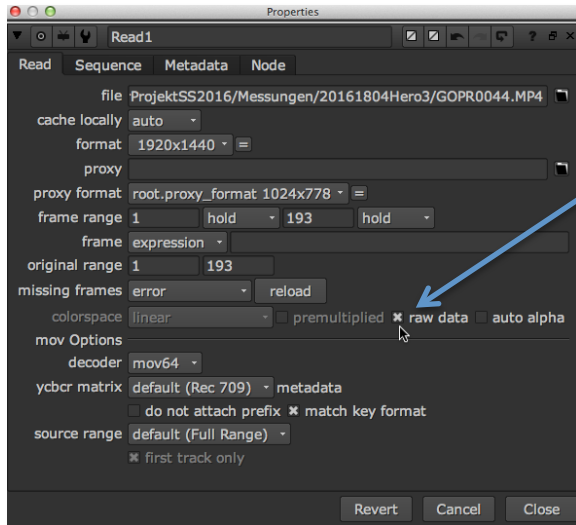 Properties
Read1 ?
Read Sequence Metadata Node
file ProjektSS2016/Messungen/20161804Hero3/GOPR0044.MP4
cache locally auto
format 1920x1440 =
proxy
proxy format root.proxy_format 1024x778 =
frame range 1 hold 193 hold
frame expression
original range 1 193
missing frames error reload
colorspace linear premultiplied raw data auto alpha
mov Options
decoder mov64
ycbcr matrix default (Rec 709) metadata
do not attach prefix match key format
source range default (Full Range)
first track only
Revert Cancel Close